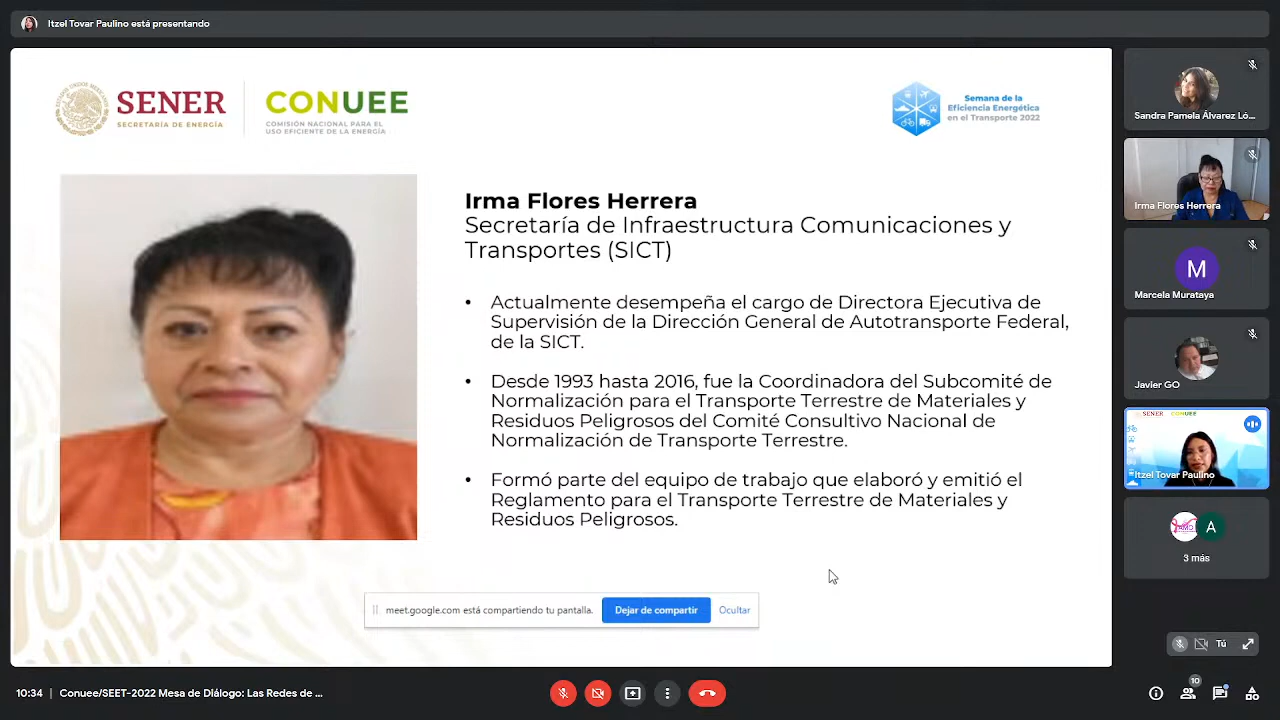 Itzel Tovar Paulino está presentando
SENER
SECRETARÍA DE ENERGÍA
CONUEE
COMISIÓN NACIONAL PARA EL
USO EFICIENTE DE LA ENERGÍA
Semana de la
Eficiencia Energética
en el Transporte 2022
Irma Flores Herrera
Secretaría de Infraestructura Comunicaciones y
Transportes (SICT)
• Actualmente desempeña el cargo de Directora Ejecutiva de
Supervisión de la Dirección General de Autotransporte Federal,
de la SICT.
• Desde 1993 hasta 2016, fue la Coordinadora del Subcomité de
Normalización para el Transporte Terrestre de Materiales y
Residuos Peligrosos del Comité Consultivo Nacional de
Normalización de Transporte Terrestre.
• Formó parte del equipo de trabajo que elaboró y emitió el
Reglamento para el Transporte Terrestre de Materiales y
Residuos Peligrosos.
meet.google.com está compartiendo tu pantalla.
Dejar de compartir
Ocultar
Norma Eréndira Garcí...
Irma Flores Herrera
M
Marcela Murcaya
Javier GO
SENER CONUEE
Itzel Tovar Paulino
A
3 más
Tú
10:34
Conuee/SEET-2022 Mesa de Diálogo: Las Redes de ...
10